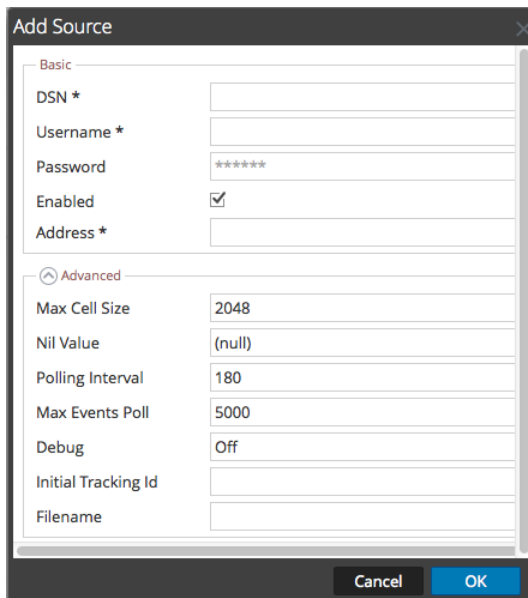 Add Source
Basic
DSN *
Username *
Password ******
Enabled
Address *
Advanced
Max Cell Size 2048
Nil Value (null)
Polling Interval 180
Max Events Poll 5000
Debug Off
Initial Tracking Id
Filename
Cancel OK